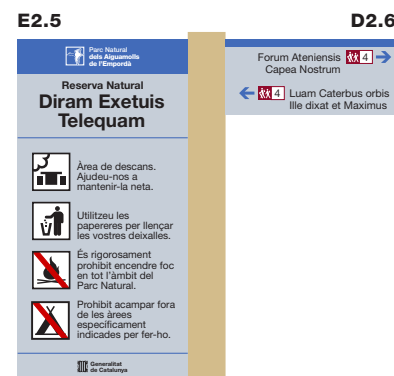 E2.5
Parc Natural
dels Aiguamolls
de l'Empordà
Reserva Natural
Diram Exetuis
Telequam
Àrea de descans.
Ajudeu-nos a
mantenir-la neta.
Utilitzeu les
papereres per llençar
les vostres deixalles.
És rigorosament
prohibit encendre foc
en tot l'àmbit del
Parc Natural.
Prohibit acampar fora
de les àrees
específicament
indicades per fer-ho.
Generalitat
de Catalunya
D2.6
Forum Ateniensis 4
Capea Nostrum
4 Luam Caterbus orbis
Ille dixat et Maximus